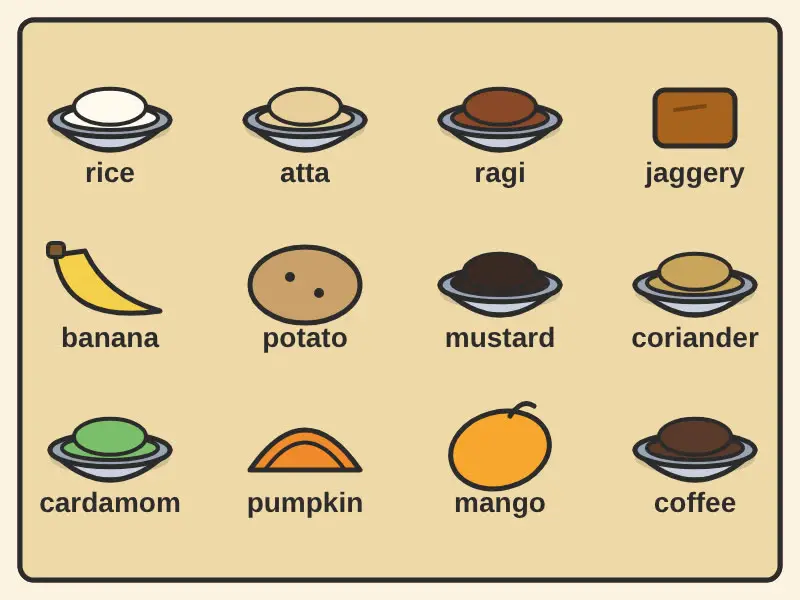 rice
atta
ragi
jaggery
banana
potato
mustard
coriander
cardamom
pumpkin
mango
coffee